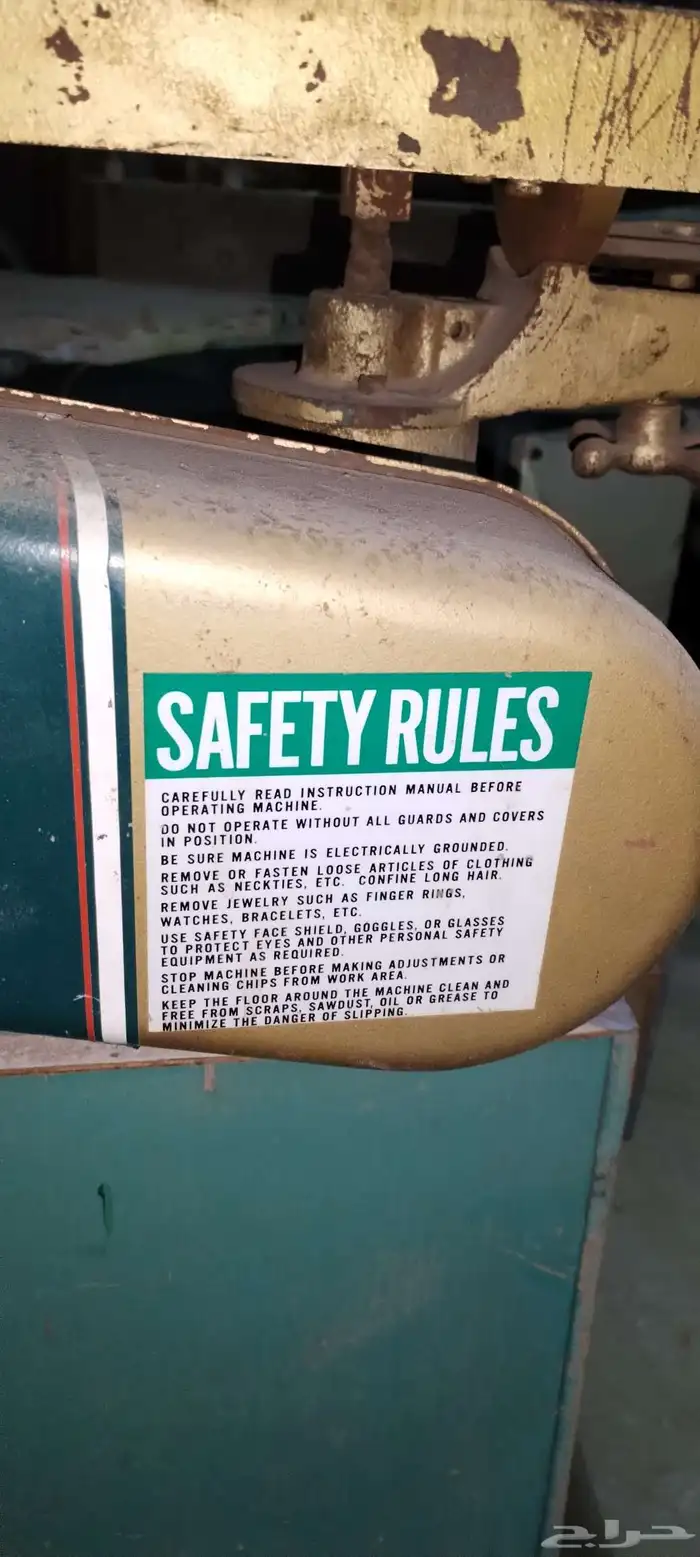 SAFETY RULES
CAREFULLY READ INSTRUCTION MANUAL BEFORE
OPERATING MACHINE.
DO NOT OPERATE WITHOUT ALL GUARDS AND COVERS
IN POSITION.
BE SURE MACHINE IS ELECTRICALLY GROUNDED.
REMOVE OR FASTEN LOOSE ARTICLES OF CLOTHING
SUCH AS NECKTIES, ETC. CONFINE LONG HAIR.
REMOVE JEWELRY SUCH AS FINGER RINGS,
WATCHES, BRACELETS, ETC.
USE SAFETY FACE SHIELD, GOGGLES, OR GLASSES
TO PROTECT EYES AND OTHER PERSONAL SAFETY
EQUIPMENT AS REQUIRED.
STOP MACHINE BEFORE MAKING ADJUSTMENTS OR
CLEANING CHIPS FROM WORK AREA.
KEEP THE FLOOR AROUND THE MACHINE CLEAN AND
FREE FROM SCRAPS, SAWDUST, OIL OR GREASE TO
MINIMIZE THE DANGER OF SLIPPING.
حراج